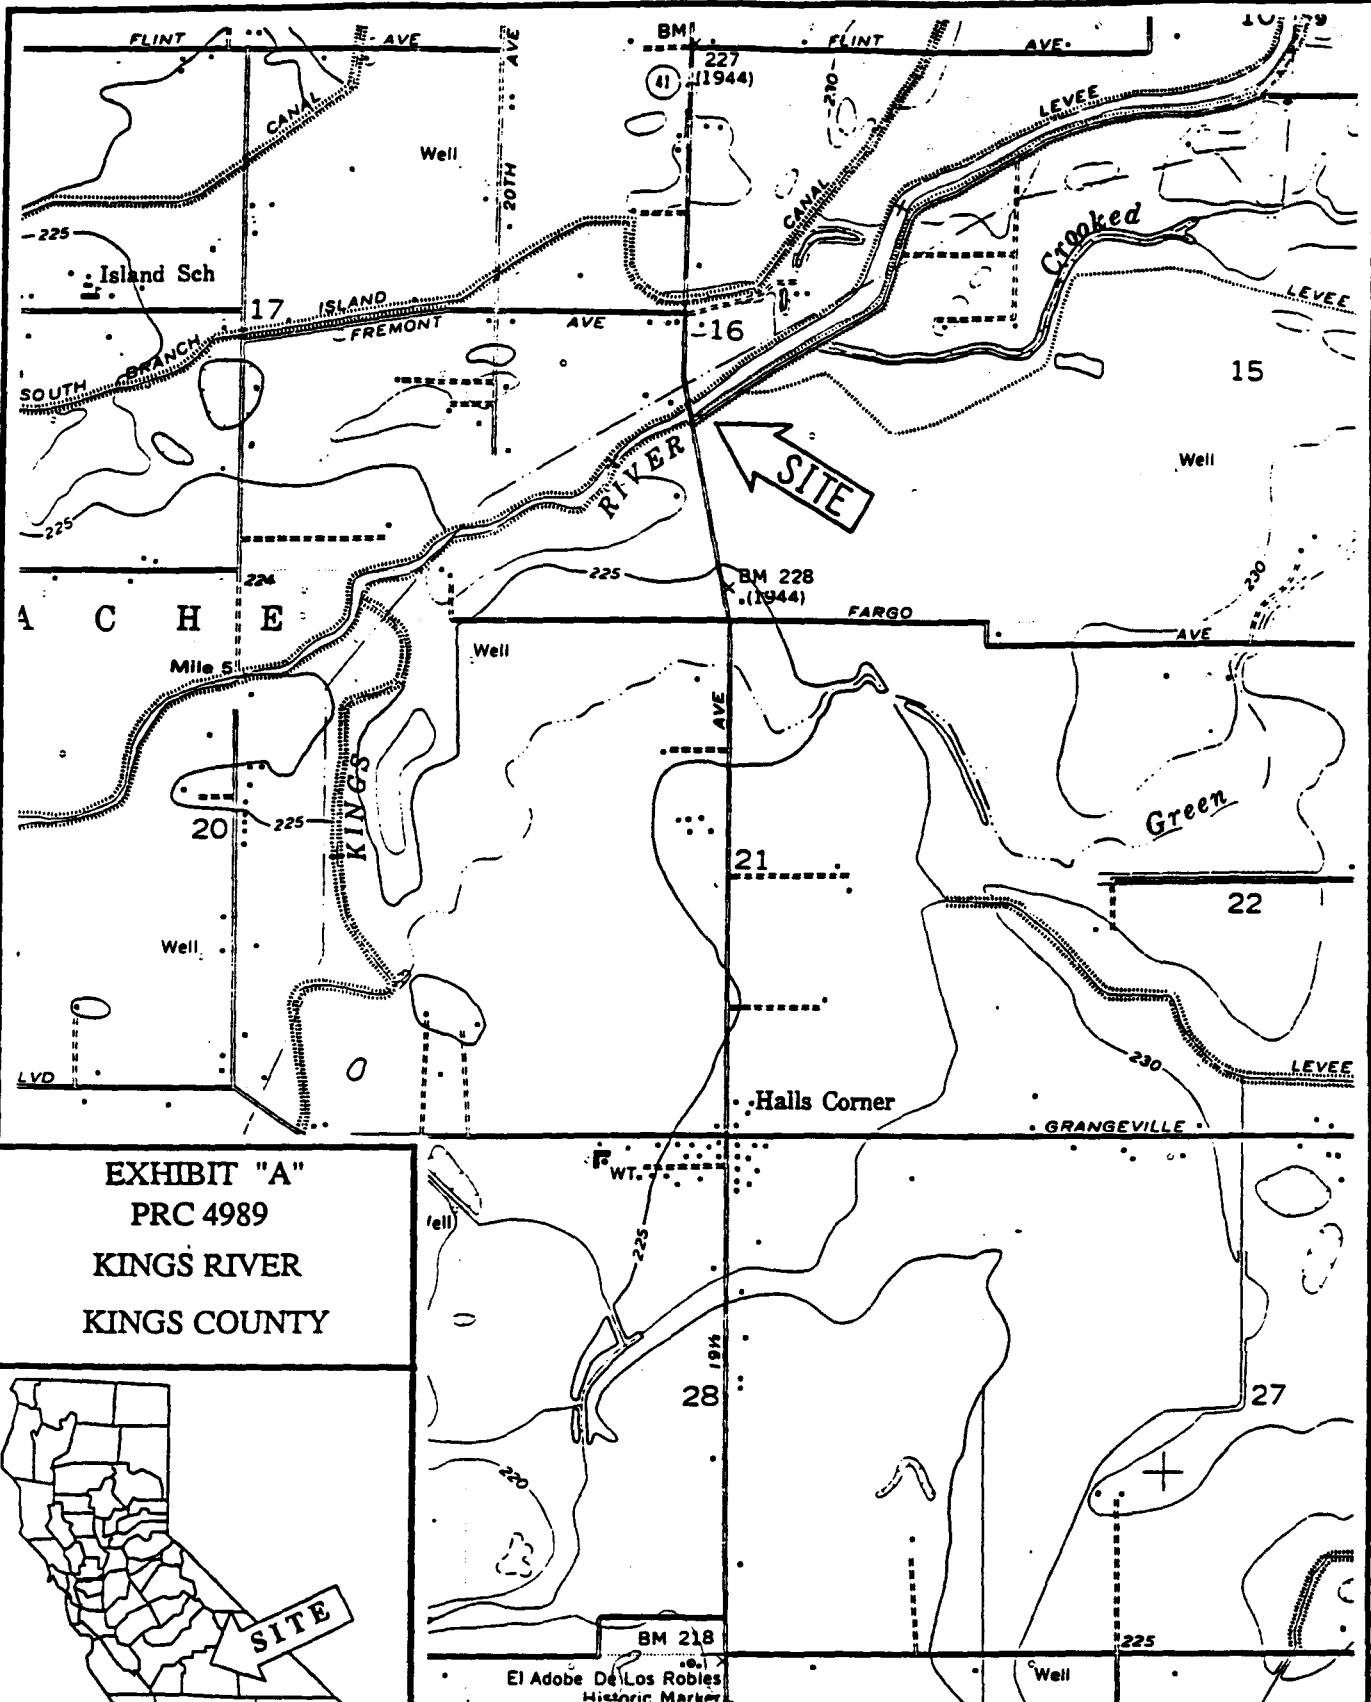 FLINT AVE
AVE
BM
227
(1944)
41
FLINT AVE
230
LEVEE
CANAL
Well
20TH
CANAL
Crooked
225
Island Sch
17
ISLAND
FREMONT AVE
16
LEVEE
SOUTH BRANCH
15
Well
RIVER
SITE
225
224
225
BM 228
(1944)
230
A C H E
FARGO AVE
Mile 5
Well
AVE
KINGS
Green
20
225
21
22
Well
230
LEVEE
LVD
Halls Corner
GRANGEVILLE
EXHIBIT "A"
PRC 4989
KINGS RIVER
KINGS COUNTY
WT
ell
225
19½
28
27
220
SITE
BM 218
225
El Adobe De Los Robles
Historic Marker
Well